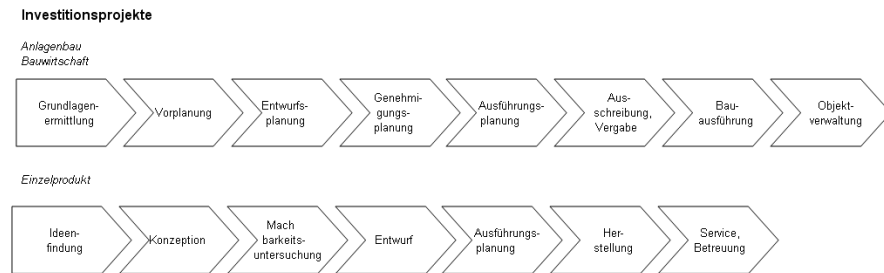 Investitionsprojekte
Anlagenbau
Bauwirtschaft
Grundlagen-
ermittlung
Vorplanung
Entwurfs-
planung
Genehmi-
gungs-
planung
Ausführungs-
planung
Aus-
schreibung,
Vergabe
Bau-
ausführung
Objekt-
verwaltung
Einzelprodukt
Ideen-
findung
Konzeption
Mach
barkeits-
untersuchung
Entwurf
Ausführungs-
planung
Her-
stellung
Service,
Betreuung